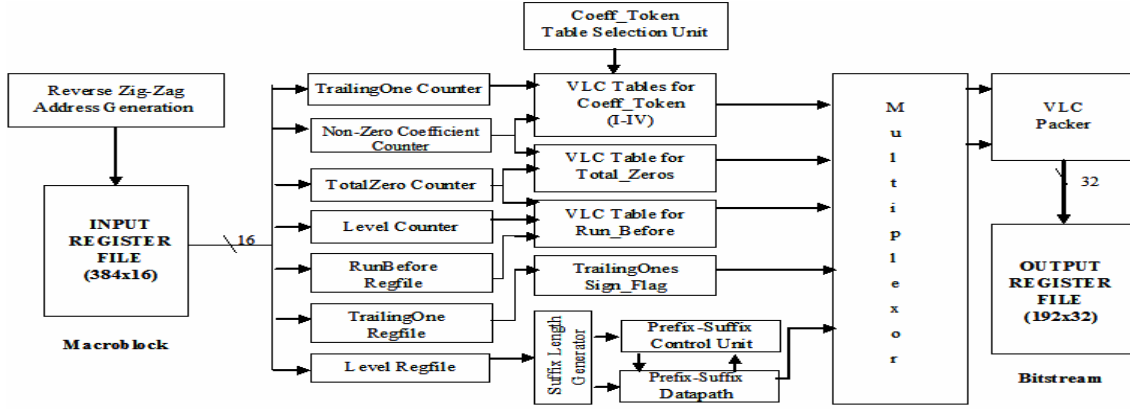 Coeff_Token
Table Selection Unit
Reverse Zig-Zag
Address Generation
TrailingOne Counter
VLC Tables for
Coeff_Token
(I-IV)
Non-Zero Coefficient
Counter
VLC Table for
Total_Zeros
TotalZero Counter
Level Counter
VLC Table for
Run_Before
RunBefore
Regfile
TrailingOnes
Sign_Flag
TrailingOne
Regfile
Level Regfile
Suffix Length
Generator
Prefix-Suffix
Control Unit
Prefix-Suffix
Datapath
INPUT
REGISTER
FILE
(384x16)
16
Macroblock
M
u
l
t
i
p
l
e
x
o
r
VLC
Packer
32
OUTPUT
REGISTER
FILE
(192x32)
Bitstream